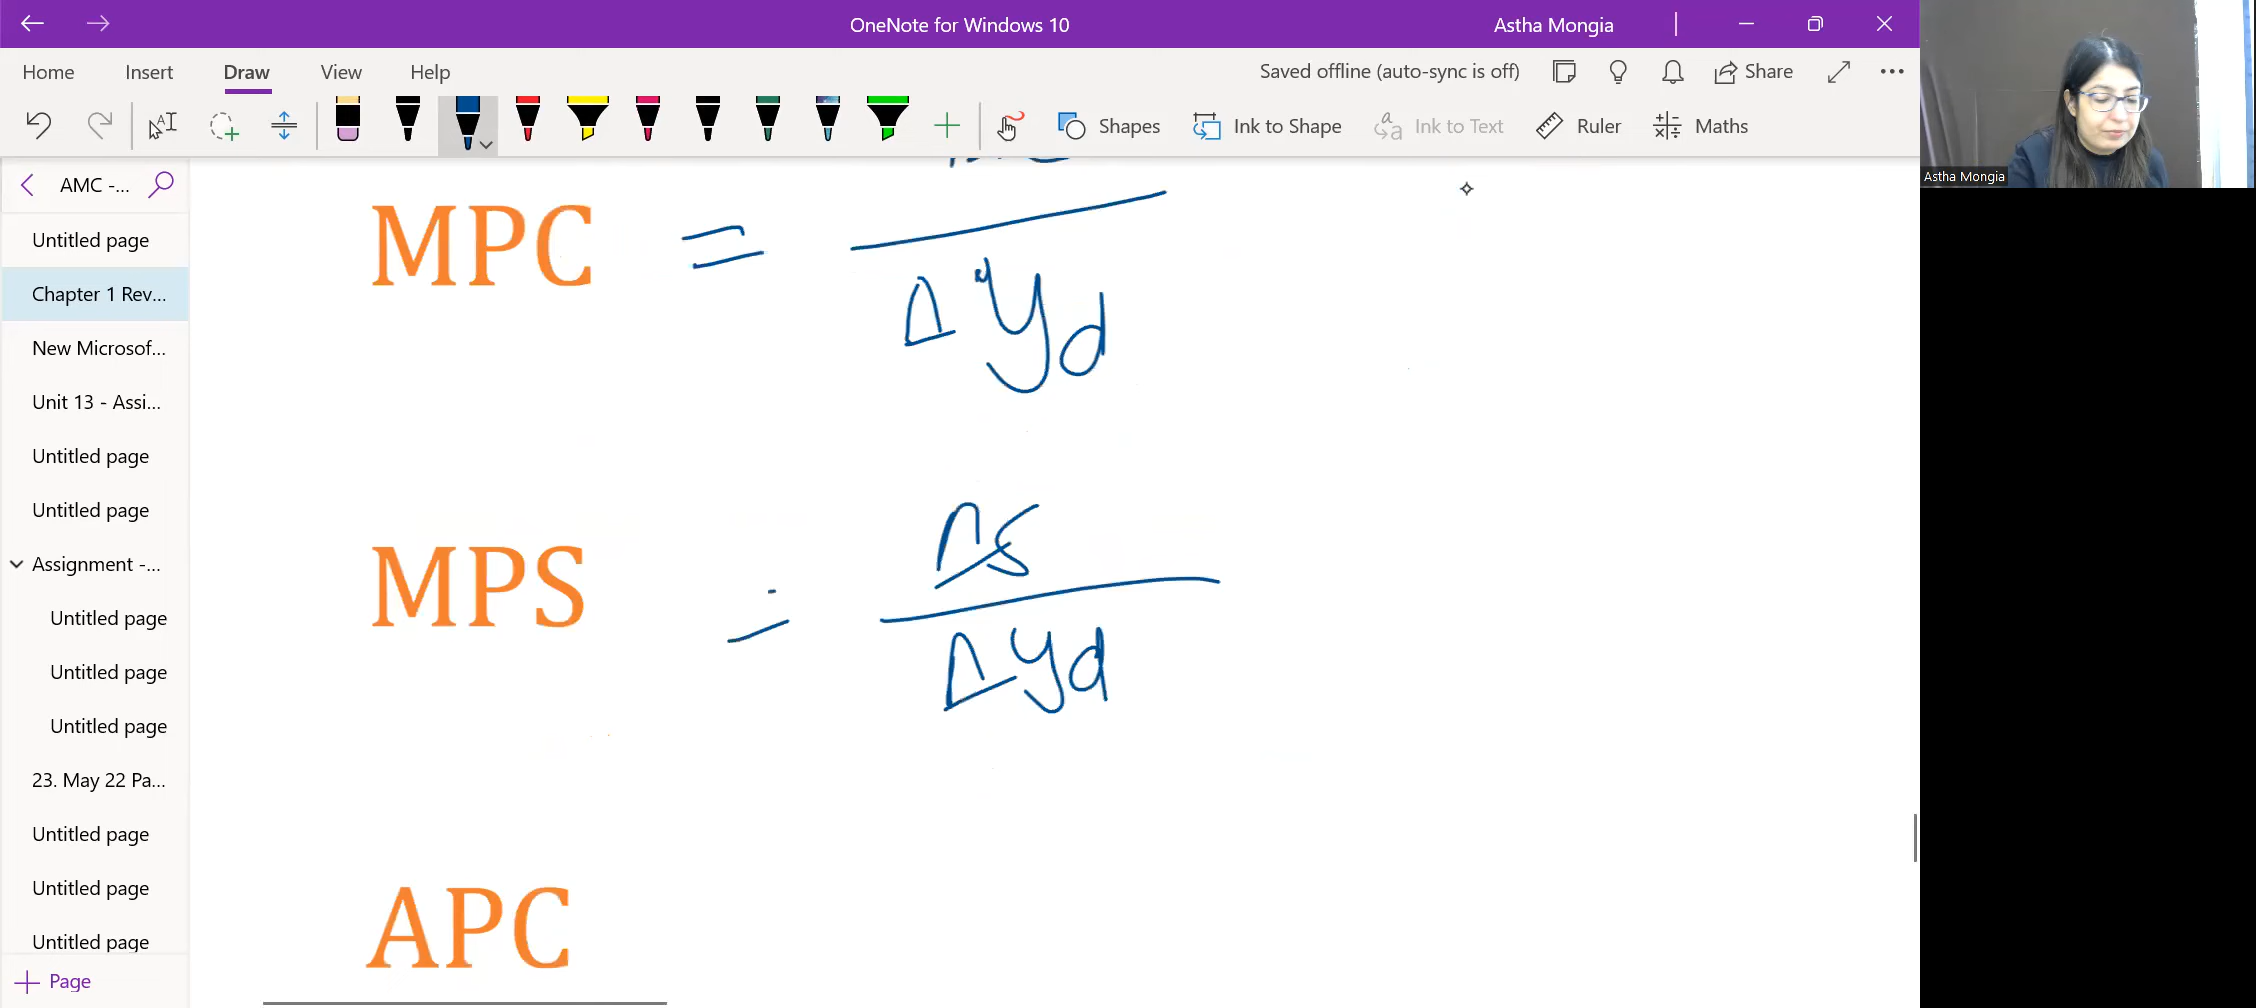 OneNote for Windows 10
Astha Mongia
Home Insert Draw View Help
Saved offline (auto-sync is off) Share
Shapes Ink to Shape Ink to Text Ruler Maths
Astha Mongia
AMC -...
Untitled page
Chapter 1 Rev...
New Microsof...
Unit 13 - Assi...
Untitled page
Untitled page
Assignment -...
Untitled page
Untitled page
Untitled page
23. May 22 Pa...
Untitled page
Untitled page
Untitled page
Page
MPC =
Δ Yd
ΔS
MPS =
Δ Yd
APC